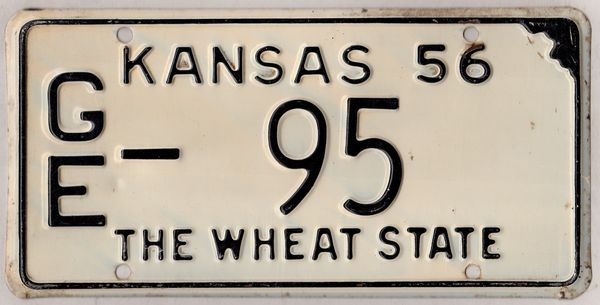 KANSAS 56
GE - 95
THE WHEAT STATE